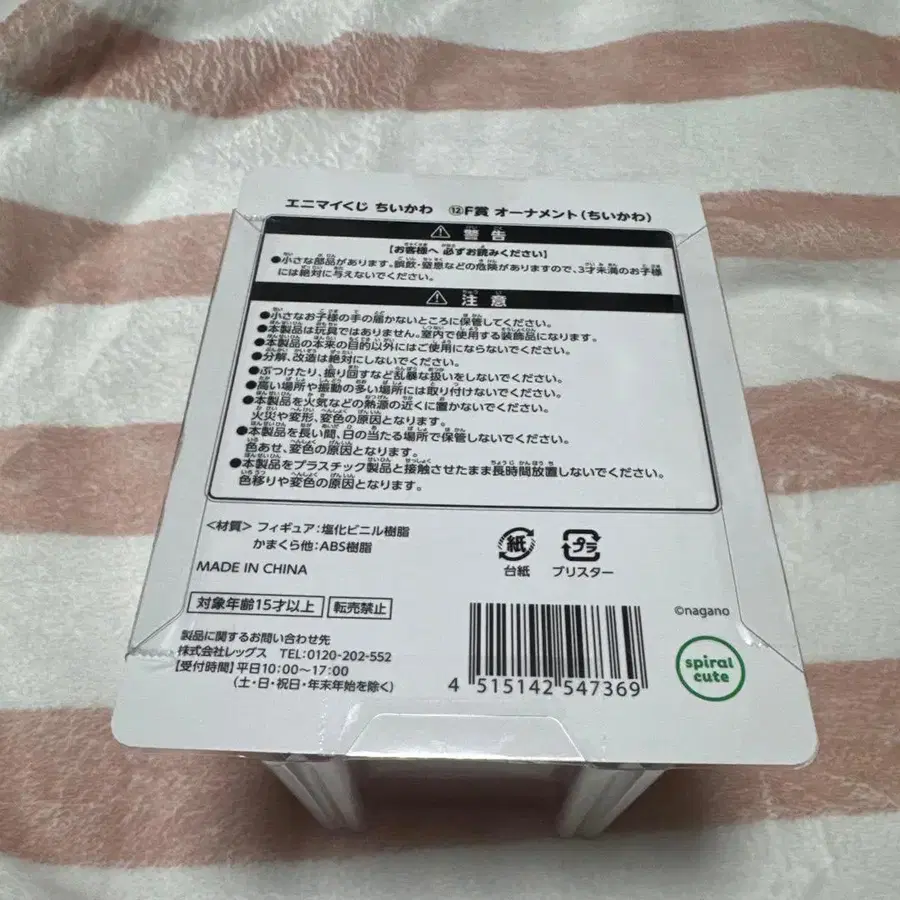 エニマイくじ ちいかわ ⑫F賞 オーナメント(ちいかわ)
⚠ 警告
【お客様へ 必ずお読みください】
●小さな部品があります。誤飲・窒息などの危険がありますので、3才未満のお子様
には絶対に与えないでください。
⚠ 注意
●小さなお子様の手の届かないところに保管してください。
●本製品は玩具ではありません。室内で使用する装飾品になります。
●本製品の本来の目的以外にはご使用にならないでください。
●分解、改造は絶対にしないでください。
●ぶつけたり、振り回すなど乱暴な扱いをしないでください。
●高い場所や振動の多い場所には取り付けないでください。
●本製品を火気などの熱源の近くに置かないでください。
火災や変形、変色の原因となります。
●本製品を長い間、日の当たる場所で保管しないでください。
色あせ、変色の原因となります。
●本製品をプラスチック製品と接触させたまま長時間放置しないでください。
色移りや変色の原因となります。
<材質> フィギュア:塩化ビニル樹脂
かまくら他:ABS樹脂
MADE IN CHINA
紙
台紙
プラ
ブリスター
対象年齢15才以上 転売禁止
製品に関するお問い合わせ先
株式会社レッグス TEL:0120-202-552
【受付時間】平日10:00〜17:00
(土・日・祝日・年末年始を除く)
4 515142 547369
©nagano
spiral
cute